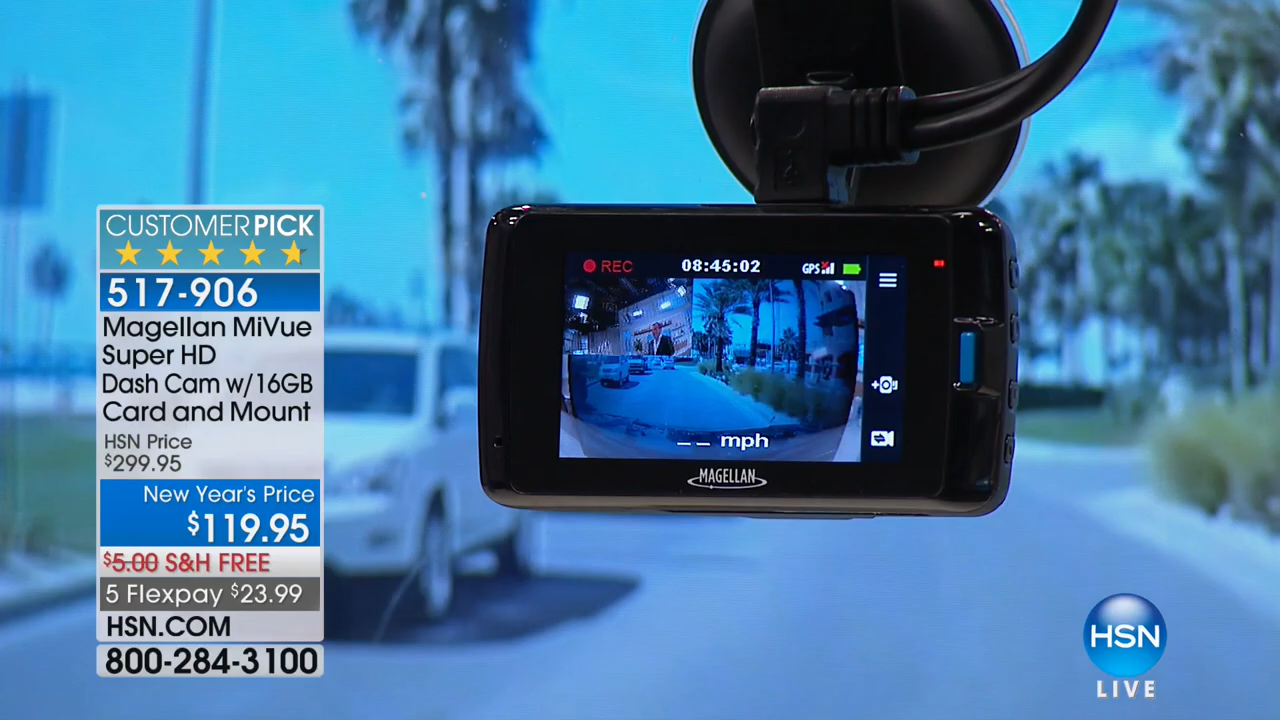 CUSTOMER PICK
517-906
Magellan MiVue
Super HD
Dash Cam w/16GB
Card and Mount
HSN Price
$299.95
New Year's Price
$119.95
$5.00 S&H FREE
5 Flexpay $23.99
HSN.COM
800-284-3100
REC 08:45:02 GPS
_ _ mph
MAGELLAN
HSN
LIVE